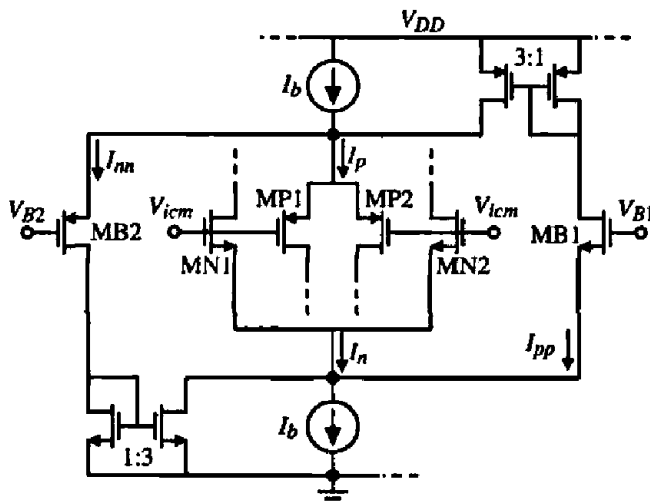 V_DD
3:1
I_b
I_nn
I_p
V_B2
V_icm
MP1
MP2
V_icm
V_B1
MB2
MN1
MN2
MB1
I_n
I_pp
I_b
1:3